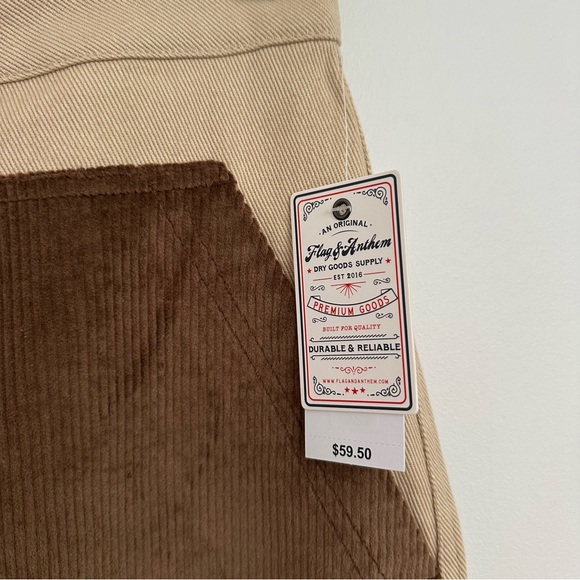 AN ORIGINAL
Flag & Anthem
DRY GOODS SUPPLY
EST 2016
PREMIUM GOODS
BUILT FOR QUALITY
DURABLE & RELIABLE
WWW.FLAGANDANTHEM.COM
$59.50